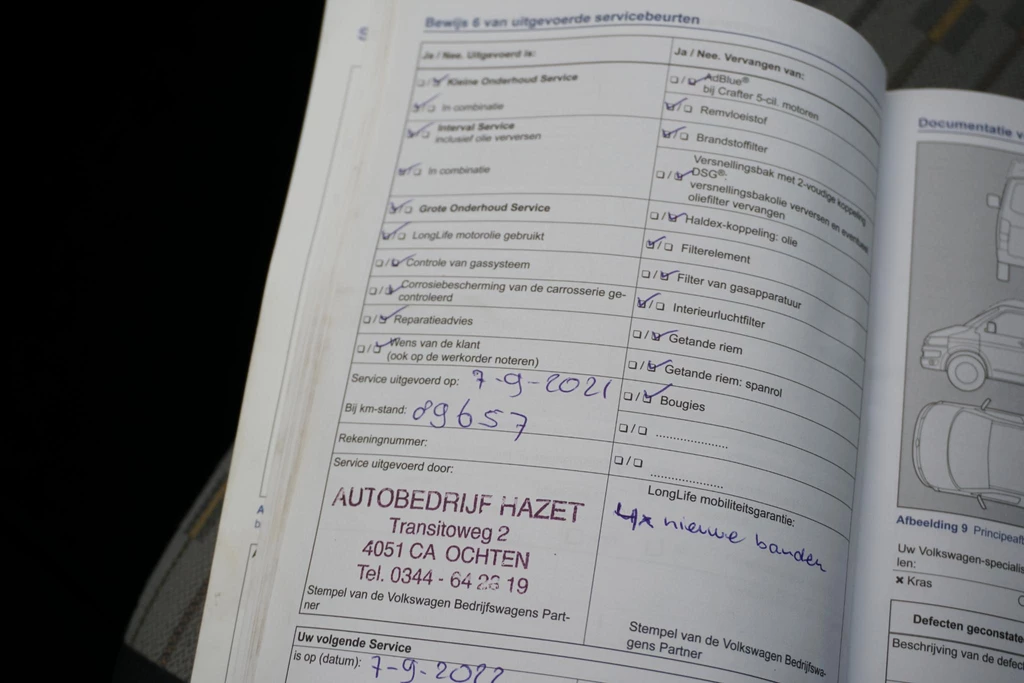 Bewijs 6 van uitgevoerde servicebeurten
Ja / Nee. Uitgevoerd is:
Kleine Onderhoud Service
In combinatie
Interval Service
inclusief olie verversen
In combinatie
Grote Onderhoud Service
LongLife motorolie gebruikt
Controle van gassysteem
Corrosiebescherming van de carrosserie ge-
controleerd
Reparatieadvies
Wens van de klant
(ook op de werkorder noteren)
Service uitgevoerd op: 7-9-2021
Bij km-stand: 89657
Rekeningnummer:
Service uitgevoerd door:
AUTOBEDRIJF HAZET
Transitoweg 2
4051 CA OCHTEN
Tel. 0344 - 64 19
Stempel van de Volkswagen Bedrijfswagens Part-
ner
Uw volgende Service
is op (datum): 7-9-2022
Ja / Nee. Vervangen van:
AdBlue®
bij Crafter 5-cil. motoren
Remvloeistof
Brandstoffilter
Versnellingsbak met 2-voudige koppeling
DSG®:
versnellingsbakolie verversen en eventueel
oliefilter vervangen
Haldex-koppeling: olie
Filterelement
Filter van gasapparatuur
Interieurluchtfilter
Getande riem
Getande riem: spanrol
Bougies
LongLife mobiliteitsgarantie:
4x nieuwe banden
Stempel van de Volkswagen Bedrijfswa-
gens Partner
Documentatie v
Afbeelding 9 Principeaf
Uw Volkswagen-specialis
len:
× Kras
Defecten geconstate
Beschrijving van de defec